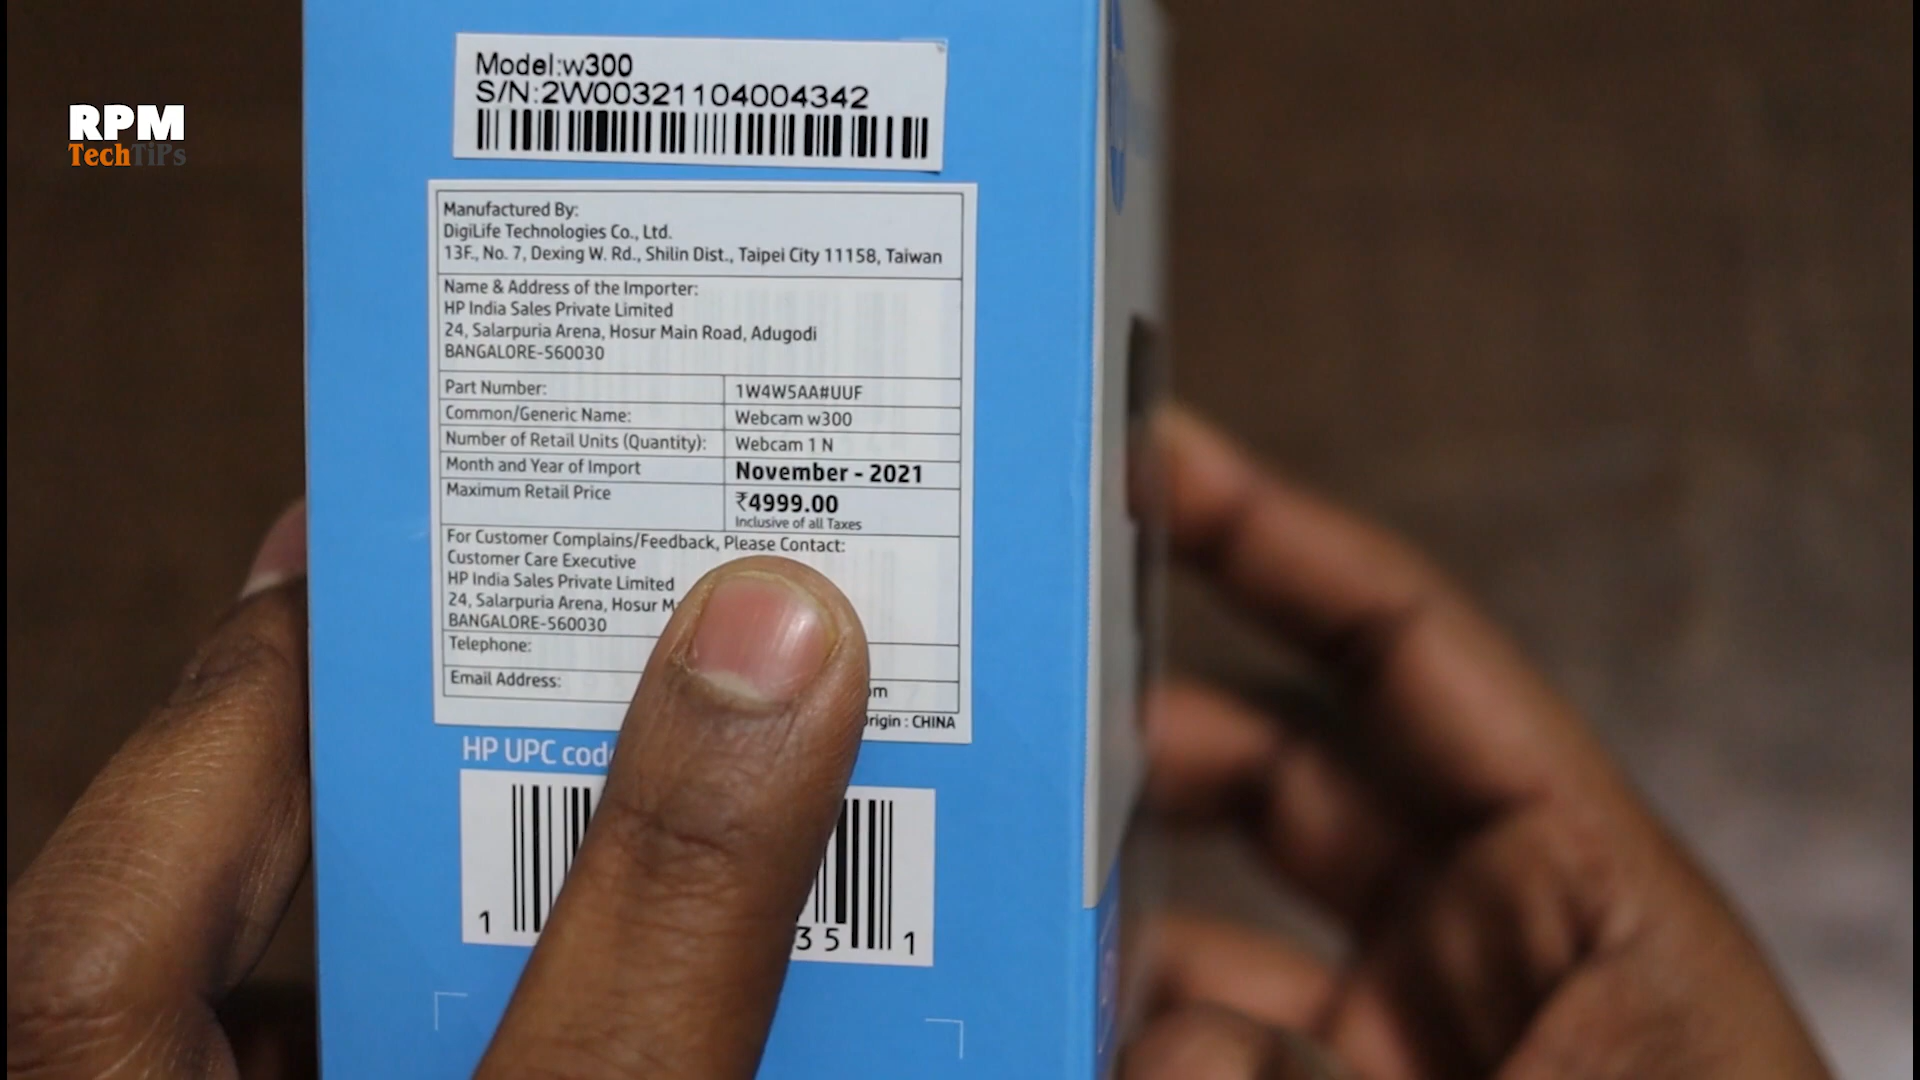 RPM
TechTiPs
Model:w300
S/N:2W00321104004342
Manufactured By:
DigiLife Technologies Co., Ltd.
13F., No. 7, Dexing W. Rd., Shilin Dist., Taipei City 11158, Taiwan
Name & Address of the Importer:
HP India Sales Private Limited
24, Salarpuria Arena, Hosur Main Road, Adugodi
BANGALORE-560030
Part Number: 1W4W5AA#UUF
Common/Generic Name: Webcam w300
Number of Retail Units (Quantity): Webcam 1 N
Month and Year of Import November - 2021
Maximum Retail Price ₹4999.00
Inclusive of all Taxes
For Customer Complains/Feedback, Please Contact:
Customer Care Executive
HP India Sales Private Limited
24, Salarpuria Arena, Hosur
BANGALORE-560030
Telephone:
Email Address:
: CHINA
HP UPC
1 35 1